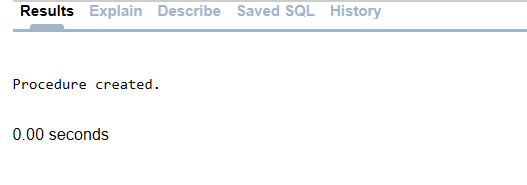 Results Explain Describe Saved SQL History
Procedure created.
0.00 seconds